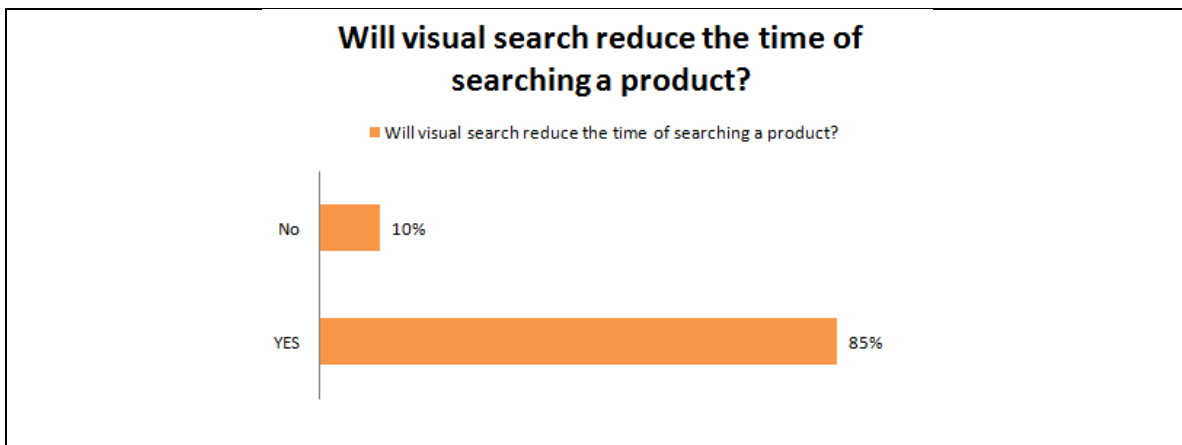 Will visual search reduce the time of
searching a product?
Will visual search reduce the time of searching a product?
No
10%
YES
85%